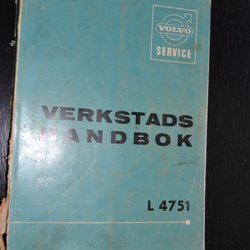 VOLVO
SERVICE
VERKSTADS
HANDBOK
L 4751